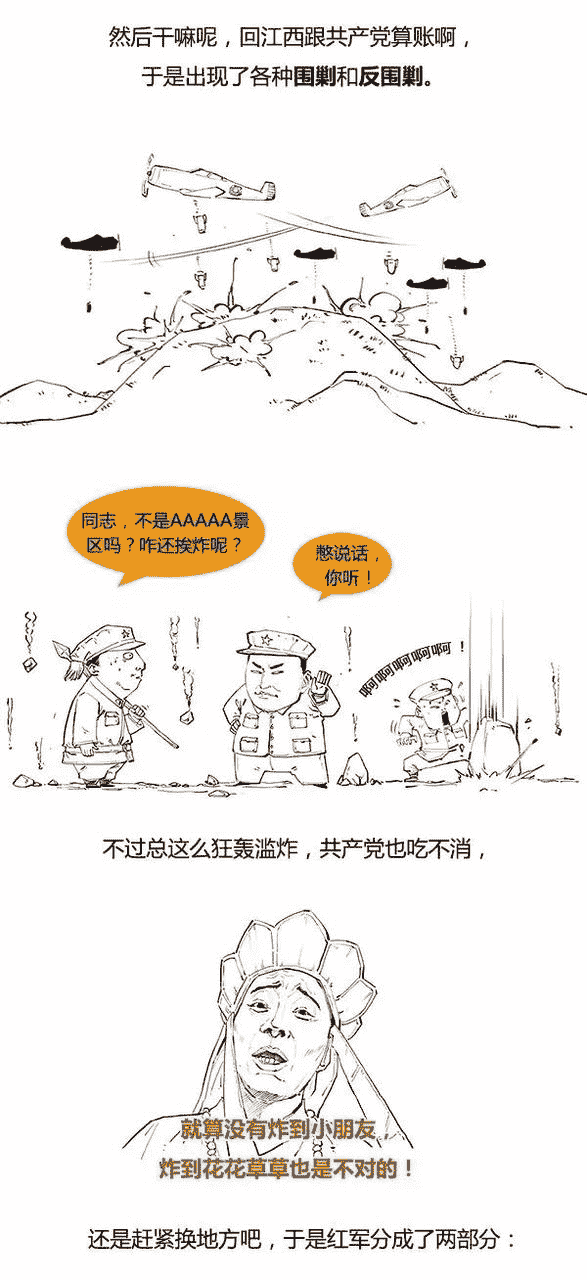 然后干嘛呢，回江西跟共产党算账啊，
于是出现了各种围剿和反围剿。
同志，不是AAAAA景
区吗？咋还挨炸呢？
憋说话，
你听！
啊啊啊啊啊啊！
不过总这么狂轰滥炸，共产党也吃不消，
就算没有炸到小朋友，
炸到花花草草也是不对的！
还是赶紧换地方吧，于是红军分成了两部分：